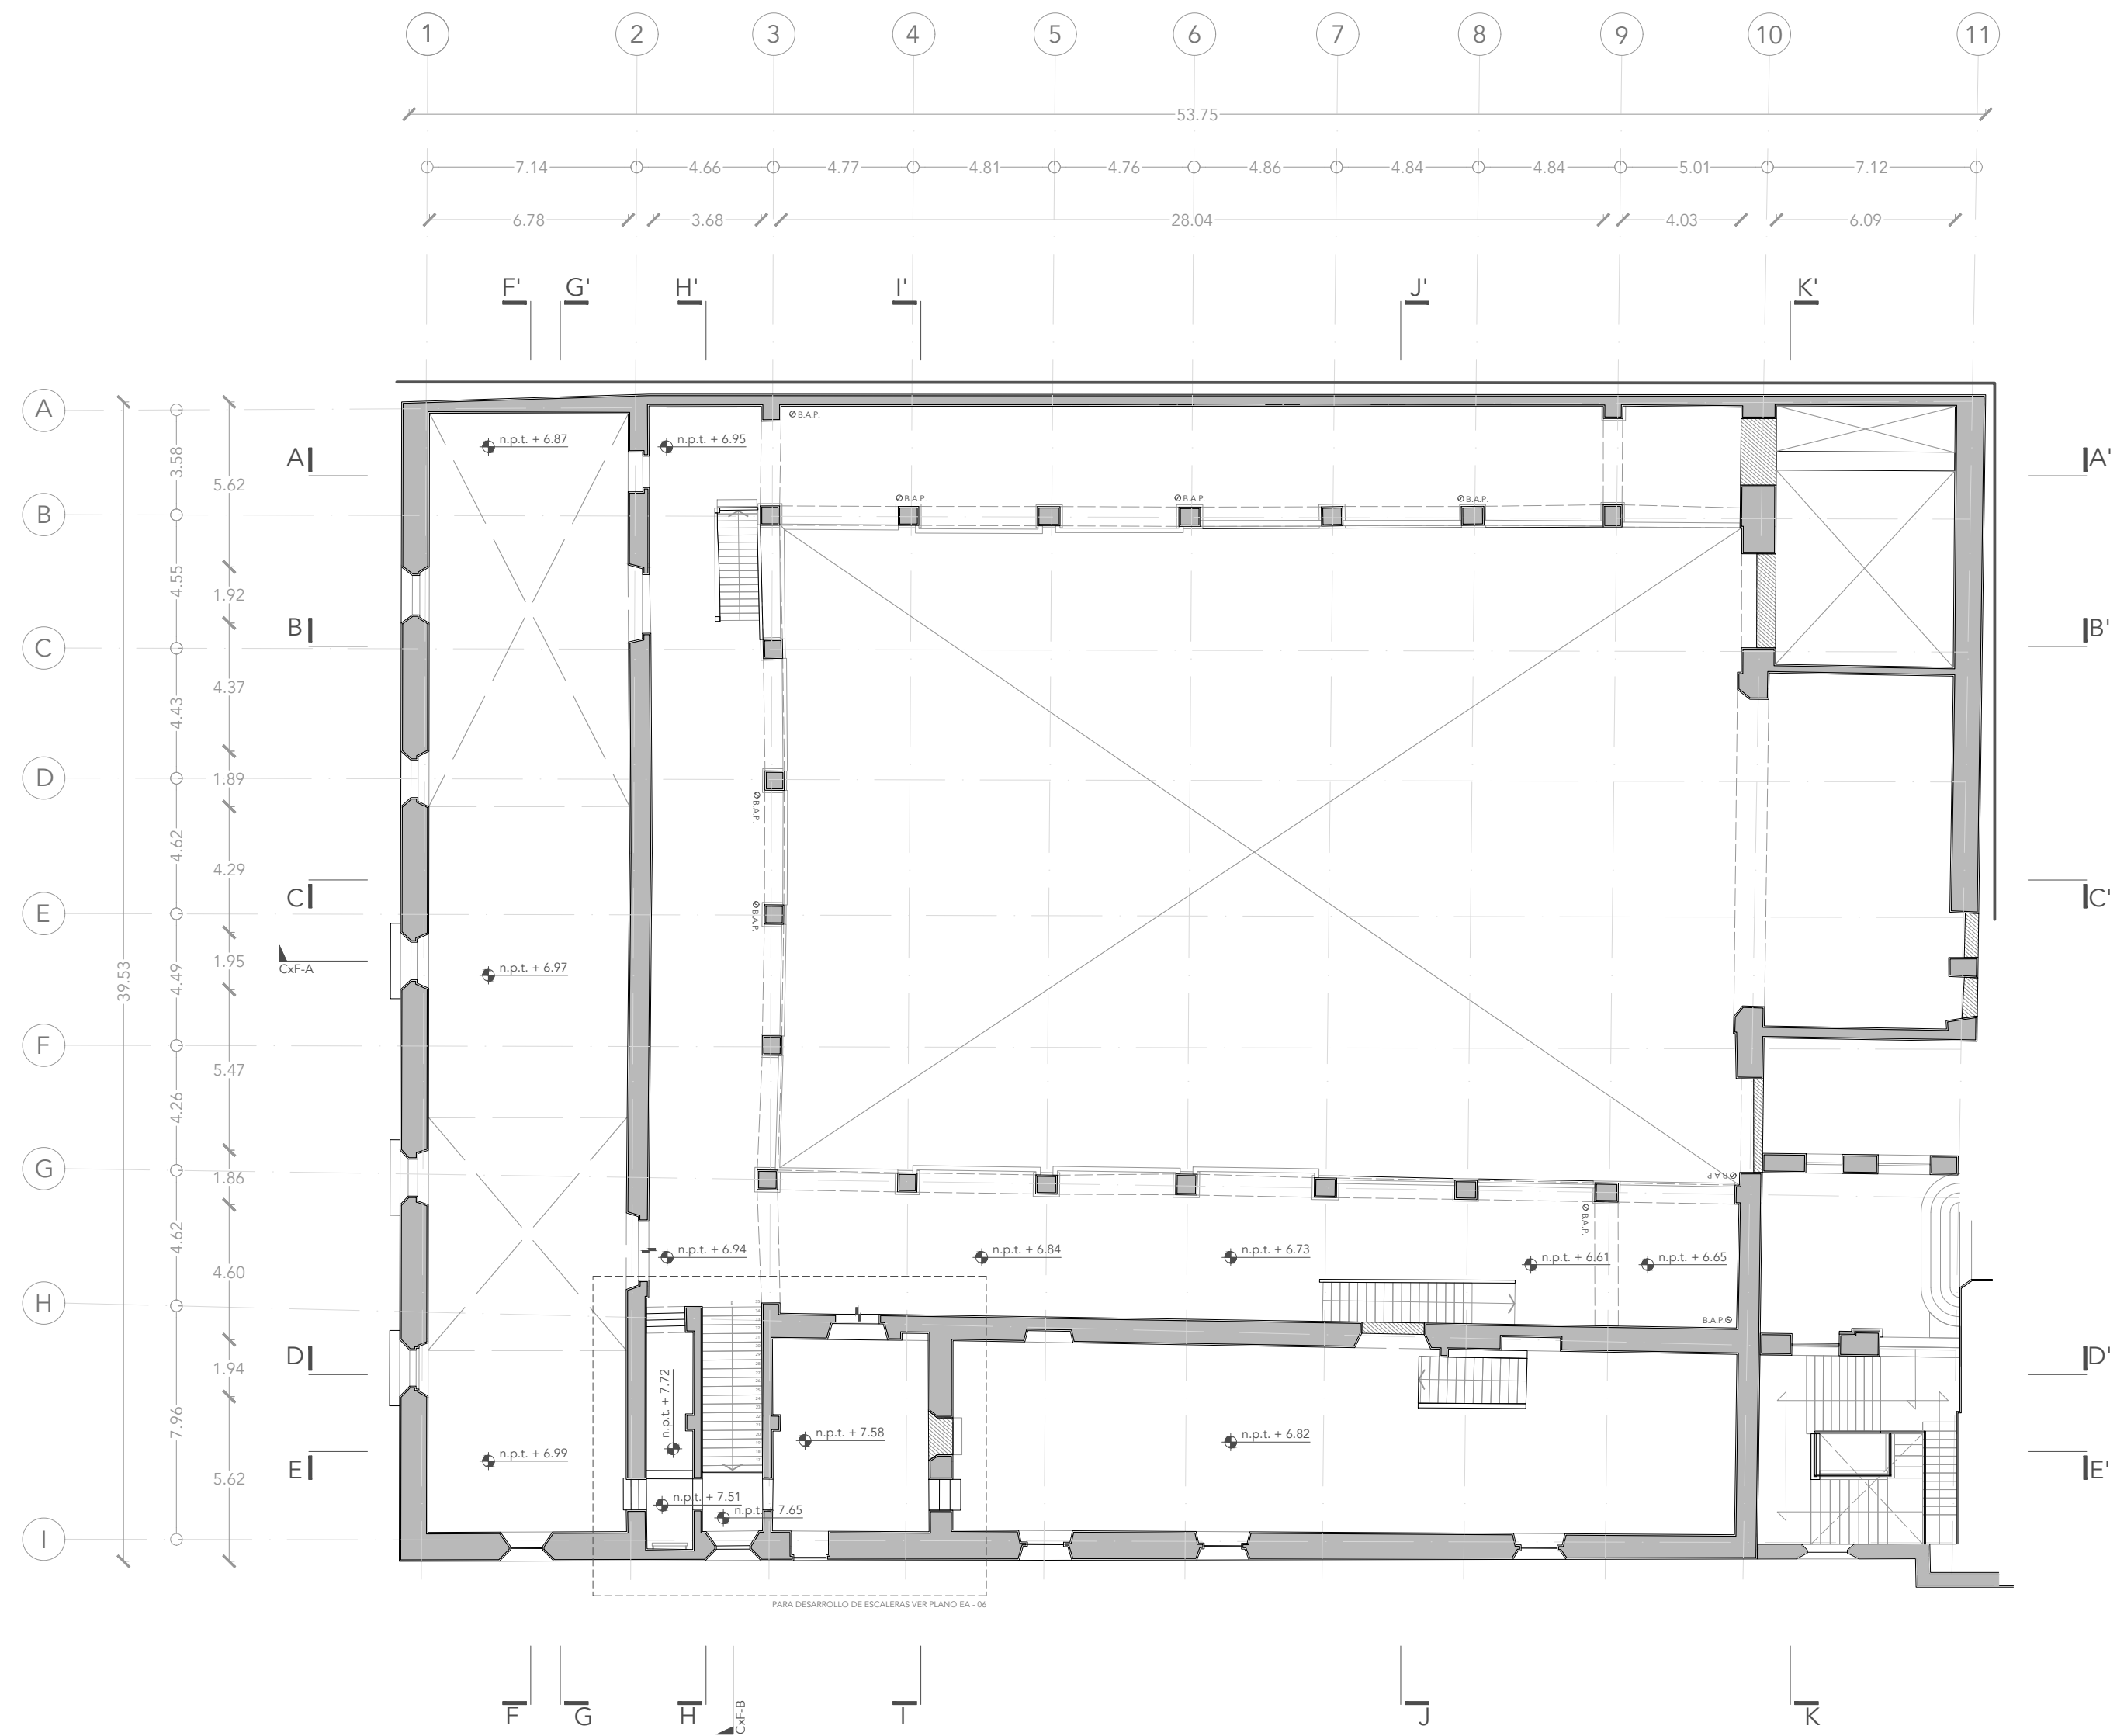 1 2 3 4 5 6 7 8 9 10 11
53.75
7.14 4.66 4.77 4.81 4.76 4.86 4.84 4.84 5.01 7.12
6.78 3.68 28.04 4.03 6.09
F' G' H' I' J' K'
A
B.A.P.
n.p.t. + 6.87 n.p.t. + 6.95
A A'
3.58
5.62
B.A.P. B.A.P. B.A.P.
B
4.55
1.92
B B'
C
4.37
4.43
D
1.89
B.A.P.
4.62
4.29
C C'
E
B.A.P.
1.95
CxF-A
n.p.t. + 6.97
4.49
39.53
F
5.47
4.26
G
1.86
B.A.P.
B.A.P.
4.62
n.p.t. + 6.94 n.p.t. + 6.84 n.p.t. + 6.73 n.p.t. + 6.61 n.p.t. + 6.65
4.60
H
B.A.P.
D D'
1.94
n.p.t. + 7.72
7.96
n.p.t. + 7.58 n.p.t. + 6.82
n.p.t. + 6.99
E E'
5.62
n.p.t. + 7.51
n.p.t. + 7.65
I
PARA DESARROLLO DE ESCALERAS VER PLANO EA - 06
F G H I J K
CxF-B